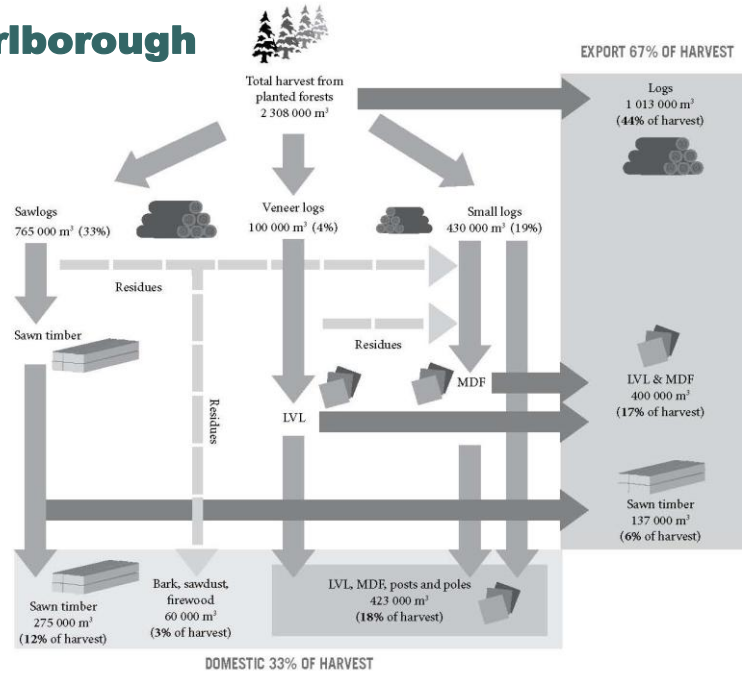 rlborough
EXPORT 67% OF HARVEST
Total harvest from
planted forests
2 308 000 m³
Logs
1 013 000 m³
(44% of harvest)
Sawlogs
765 000 m³ (33%)
Veneer logs
100 000 m³ (4%)
Small logs
430 000 m³ (19%)
Residues
Sawn timber
Residues
Residues
MDF
LVL
LVL & MDF
400 000 m³
(17% of harvest)
Sawn timber
137 000 m³
(6% of harvest)
Sawn timber
275 000 m³
(12% of harvest)
Bark, sawdust,
firewood
60 000 m³
(3% of harvest)
LVL, MDF, posts and poles
423 000 m³
(18% of harvest)
DOMESTIC 33% OF HARVEST